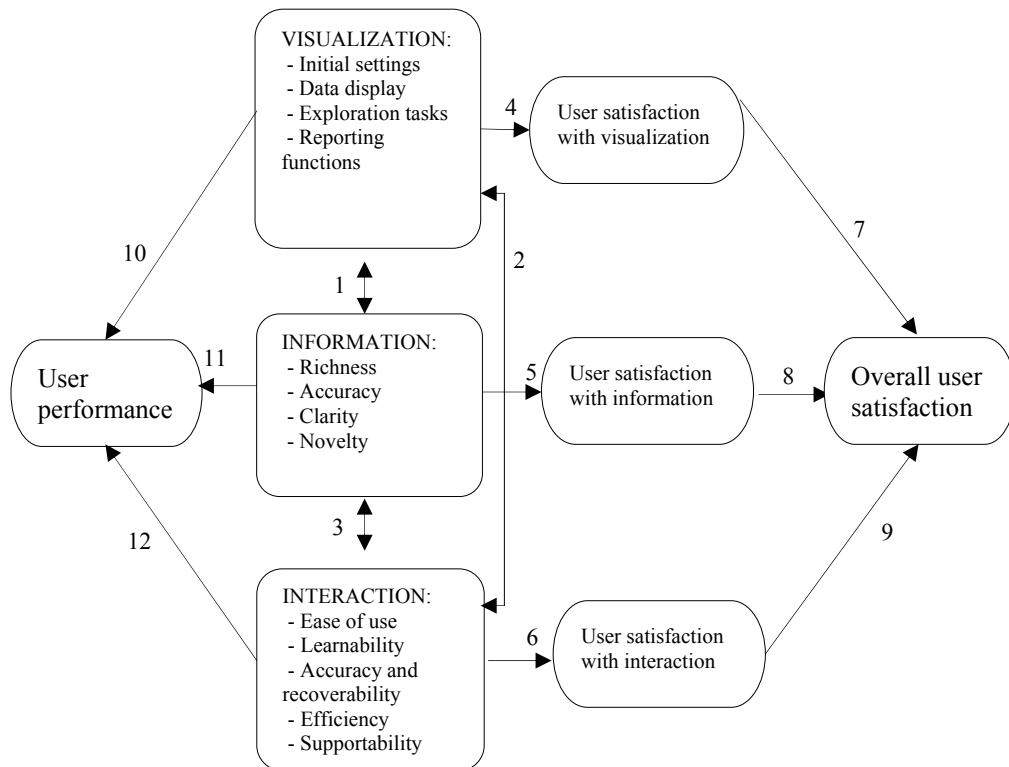 VISUALIZATION:
- Initial settings
- Data display
- Exploration tasks
- Reporting
functions
4
User satisfaction
with visualization
10
1
2
7
User
performance
11
INFORMATION:
- Richness
- Accuracy
- Clarity
- Novelty
5
User satisfaction
with information
8
Overall user
satisfaction
12
3
9
INTERACTION:
- Ease of use
- Learnability
- Accuracy and
recoverability
- Efficiency
- Supportability
6
User satisfaction
with interaction